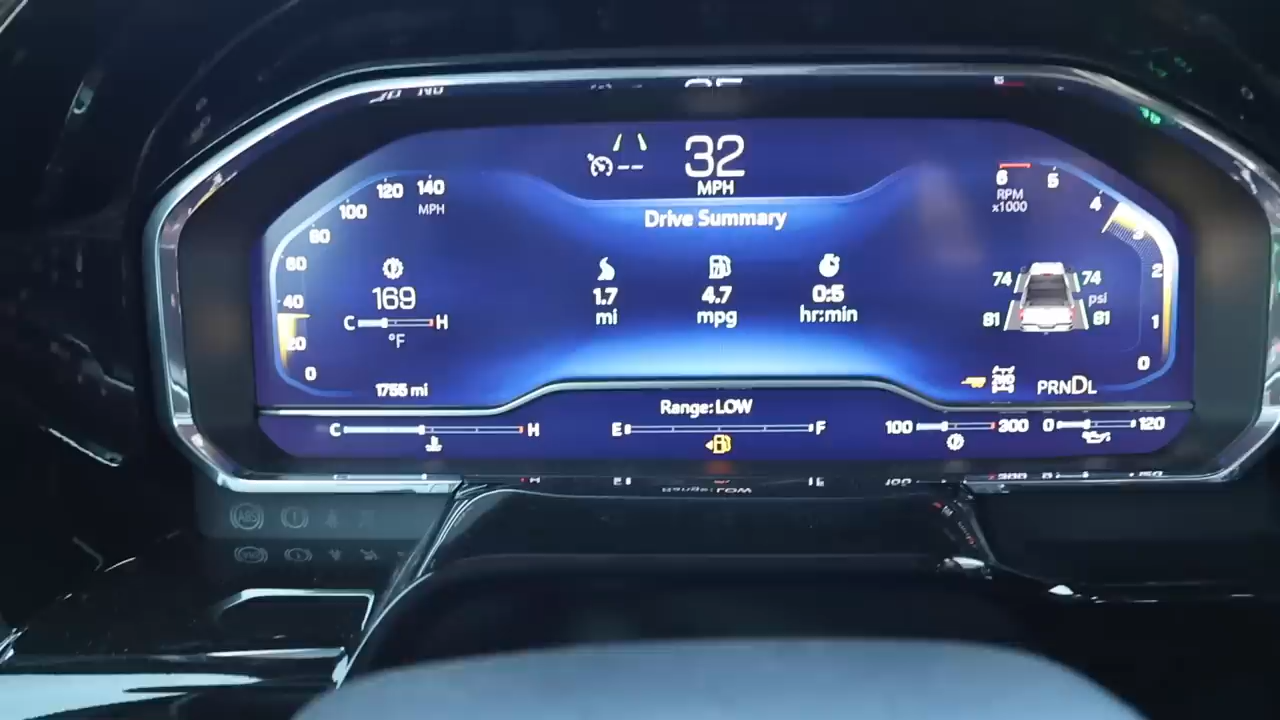 32
MPH
Drive Summary
140
120
MPH
100
80
60
40
20
0
169
C H
°F
1755 mi
1.7
mi
4.7
mpg
0:5
hr:min
6
5
4
3
2
1
0
RPM
x1000
74 74
psi
81 81
PRNDL
Range: LOW
C H
E F
100 300
0 120
ABS